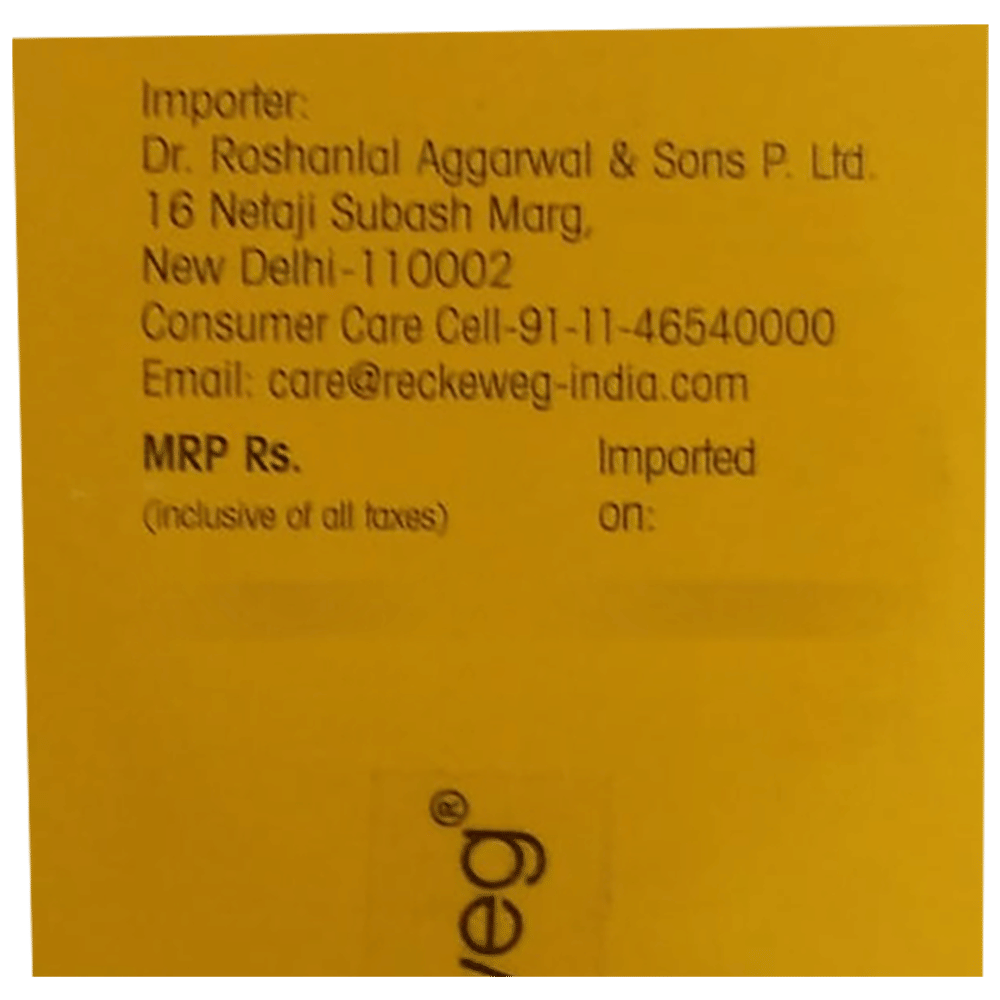 Importer:
Dr. Roshanlal Aggarwal & Sons P. Ltd.
16 Netaji Subash Marg,
New Delhi-110002
Consumer Care Cell-91-11-46540000
Email: care@reckeweg-india.com
MRP Rs.
(inclusive of all taxes)
Imported
on:
weg®